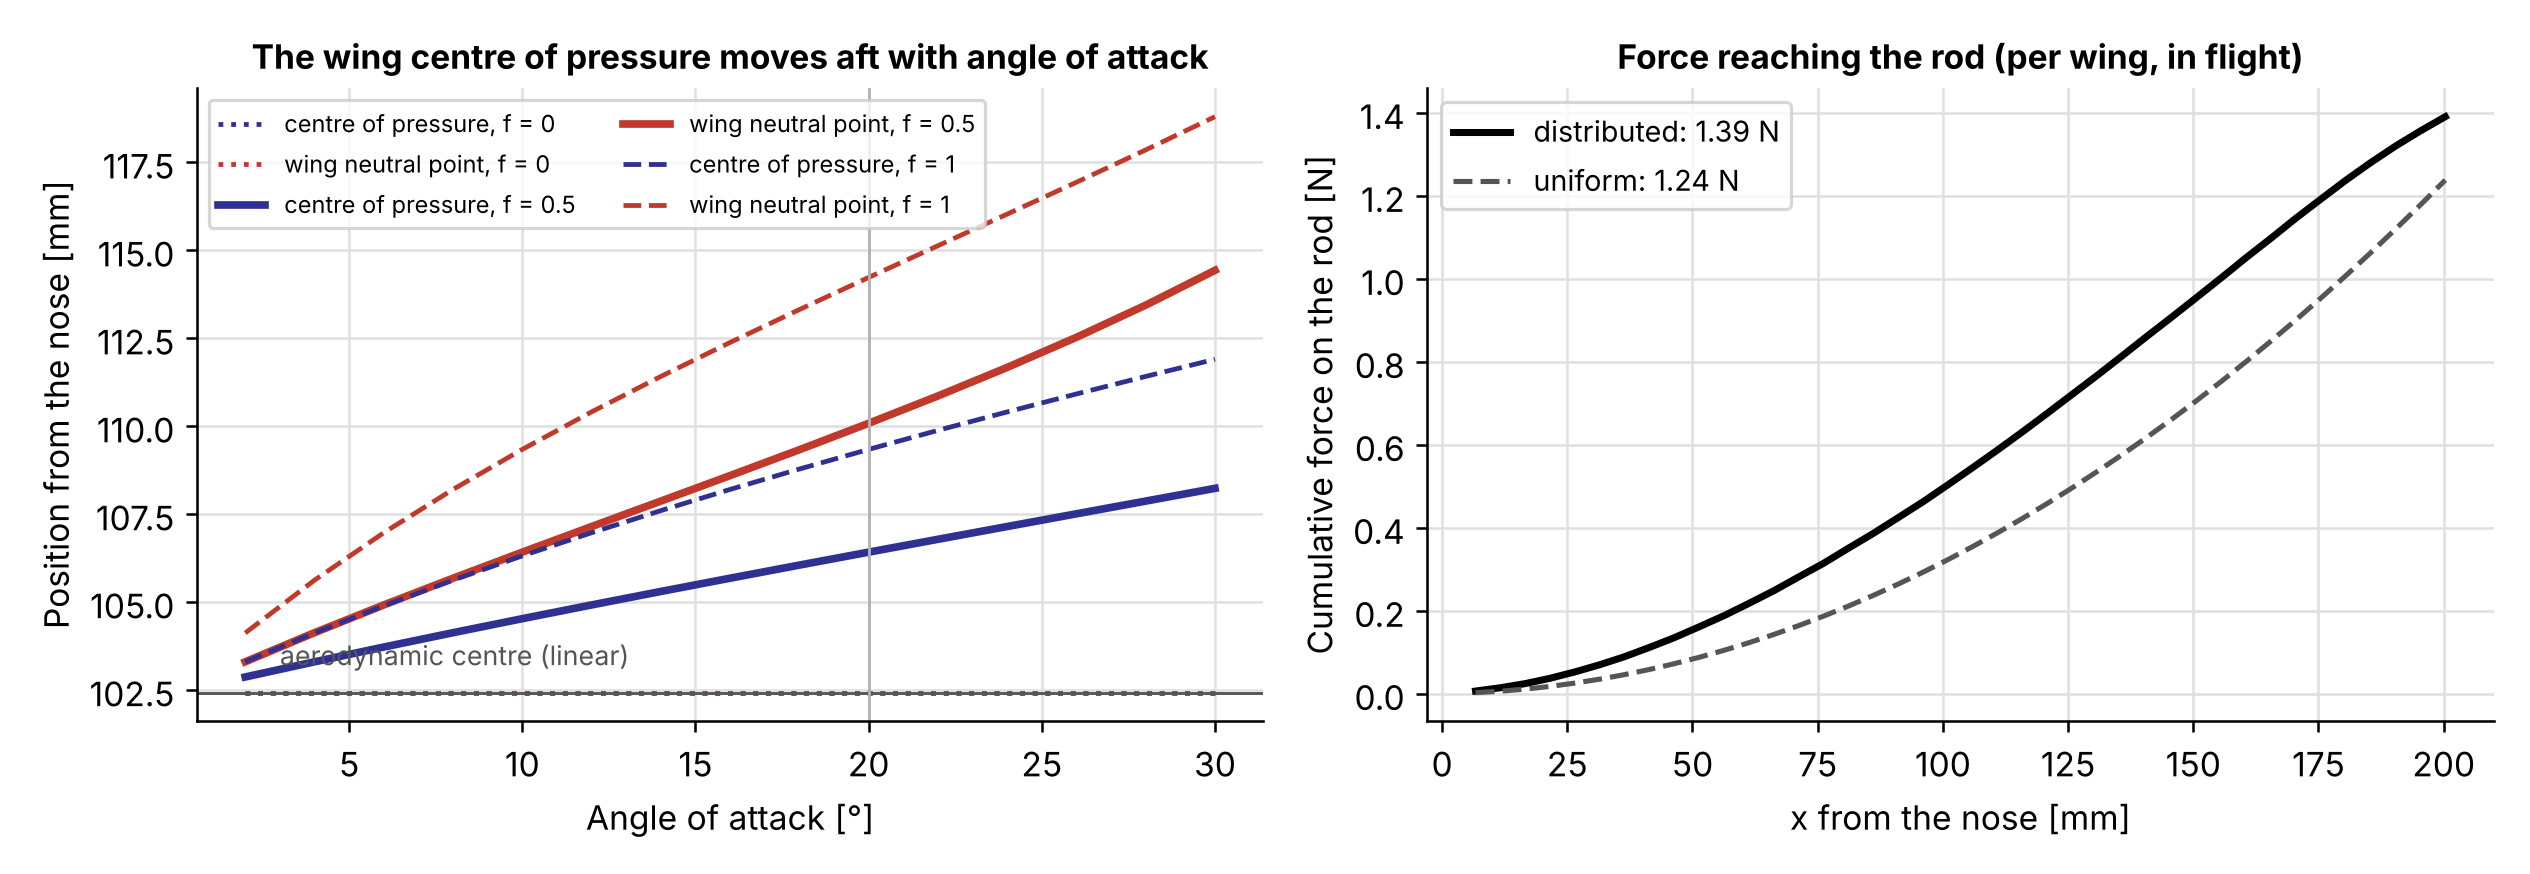 The wing centre of pressure moves aft with angle of attack
centre of pressure, f = 0
wing neutral point, f = 0
centre of pressure, f = 0.5
wing neutral point, f = 0.5
centre of pressure, f = 1
wing neutral point, f = 1
Position from the nose [mm]
117.5
115.0
112.5
110.0
107.5
105.0
102.5
aerodynamic centre (linear)
5 10 15 20 25 30
Angle of attack [°]
Force reaching the rod (per wing, in flight)
distributed: 1.39 N
uniform: 1.24 N
Cumulative force on the rod [N]
1.4
1.2
1.0
0.8
0.6
0.4
0.2
0.0
0 25 50 75 100 125 150 175 200
x from the nose [mm]